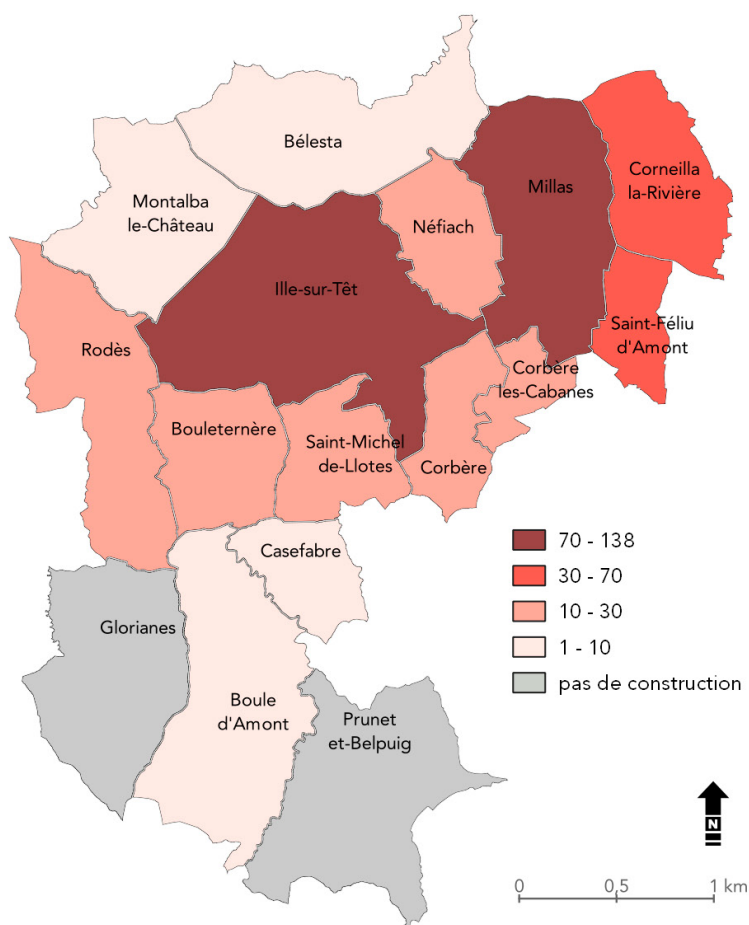 Bélesta
Montalba
le-Château
Millas
Corneilla
la-Rivière
Néfiach
Ille-sur-Têt
Rodès
Saint-Féliu
d'Amont
Corbère
les-Cabanes
Bouleternère
Saint-Michel
de-Llotes
Corbère
Casefabre
Glorianes
Boule
d'Amont
Prunet
et-Belpuig
70 - 138
30 - 70
10 - 30
1 - 10
pas de construction
N
0 0,5 1 km